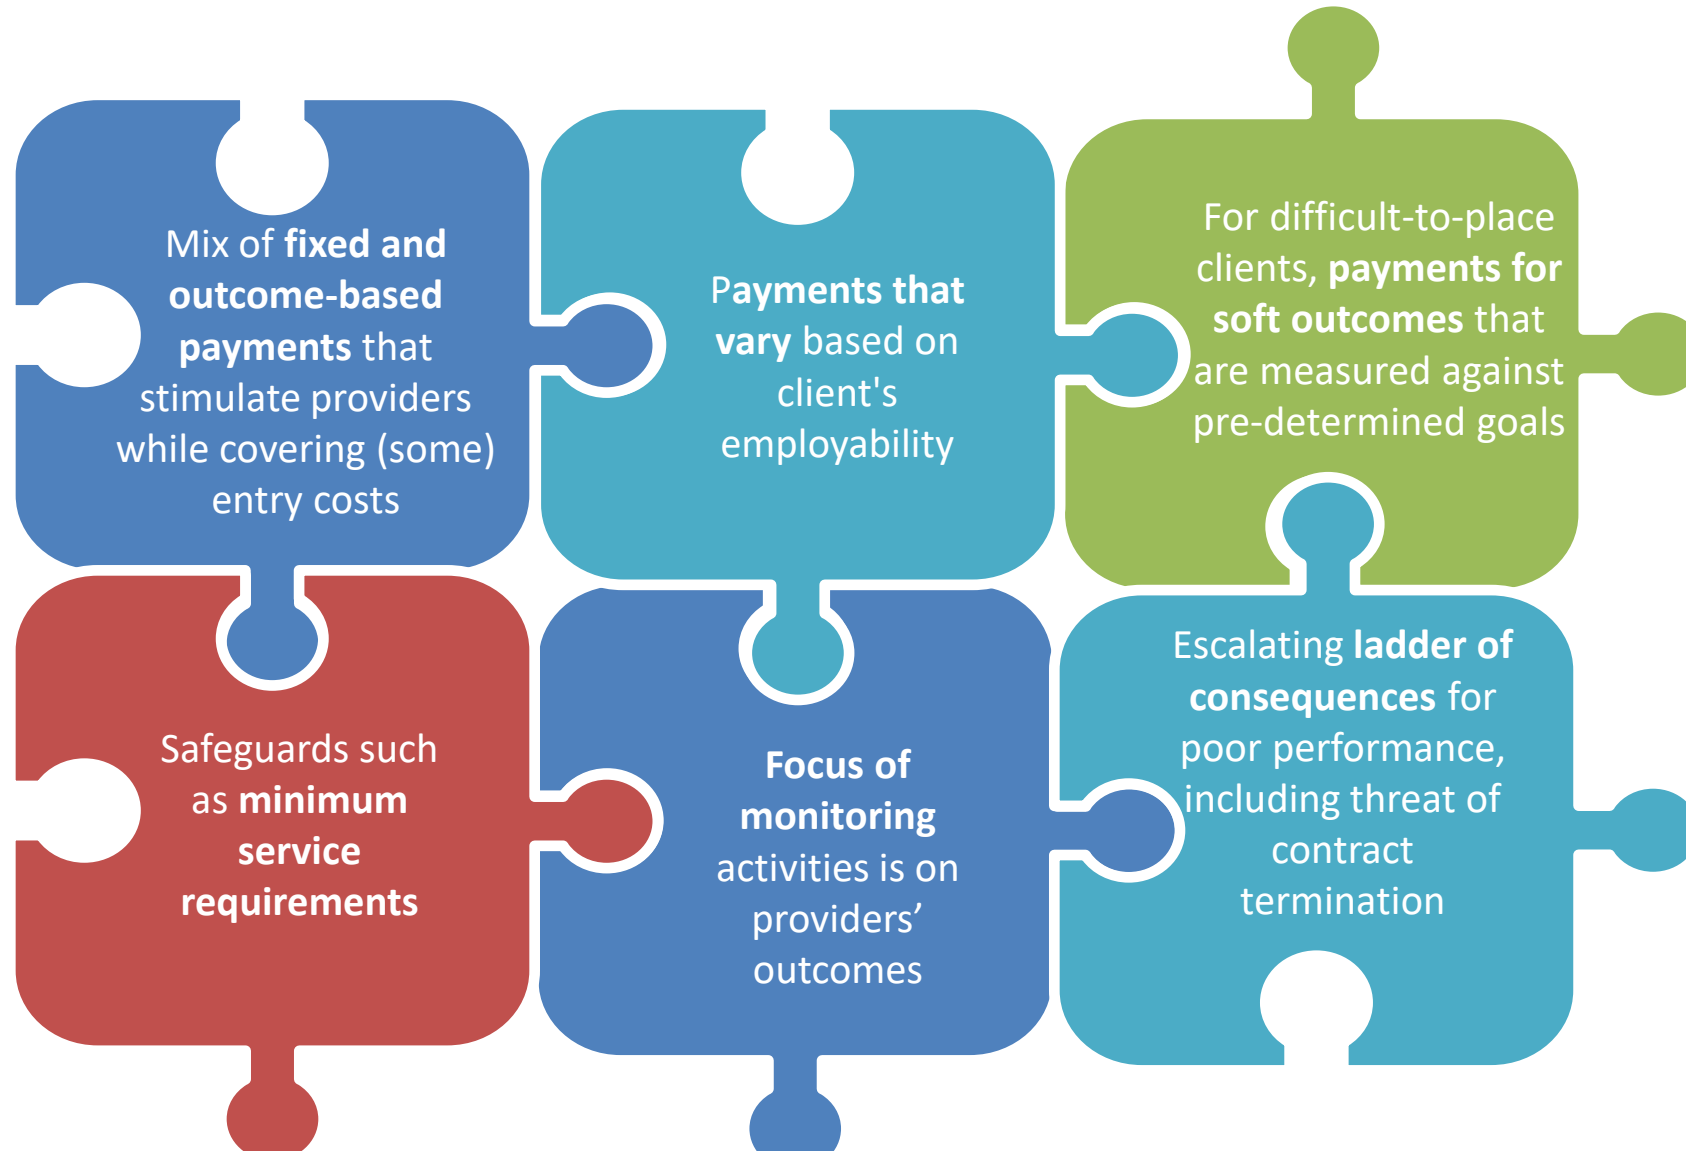 Mix of fixed and
outcome-based
payments that
stimulate providers
while covering (some)
entry costs
Payments that
vary based on
client's
employability
For difficult-to-place
clients, payments for
soft outcomes that
are measured against
pre-determined goals
Safeguards such
as minimum
service
requirements
Focus of
monitoring
activities is on
providers’
outcomes
Escalating ladder of
consequences for
poor performance,
including threat of
contract
termination